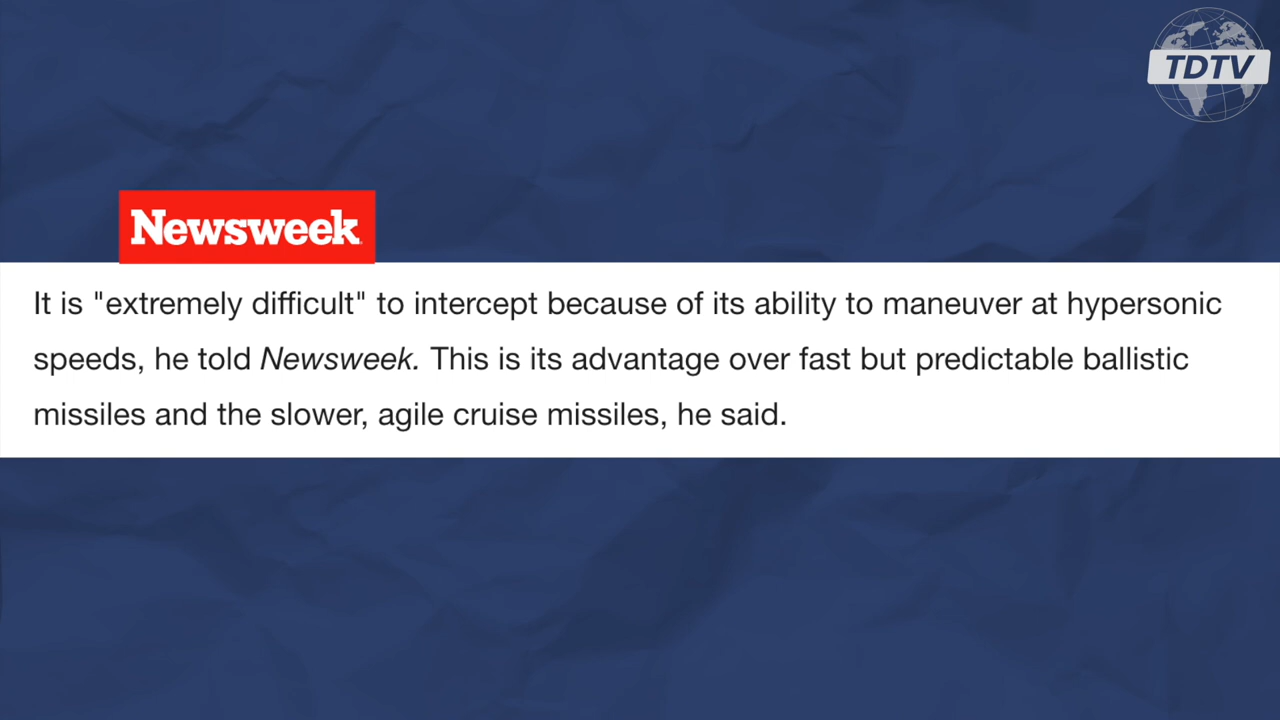 TDTV
Newsweek
It is "extremely difficult" to intercept because of its ability to maneuver at hypersonic
speeds, he told Newsweek. This is its advantage over fast but predictable ballistic
missiles and the slower, agile cruise missiles, he said.